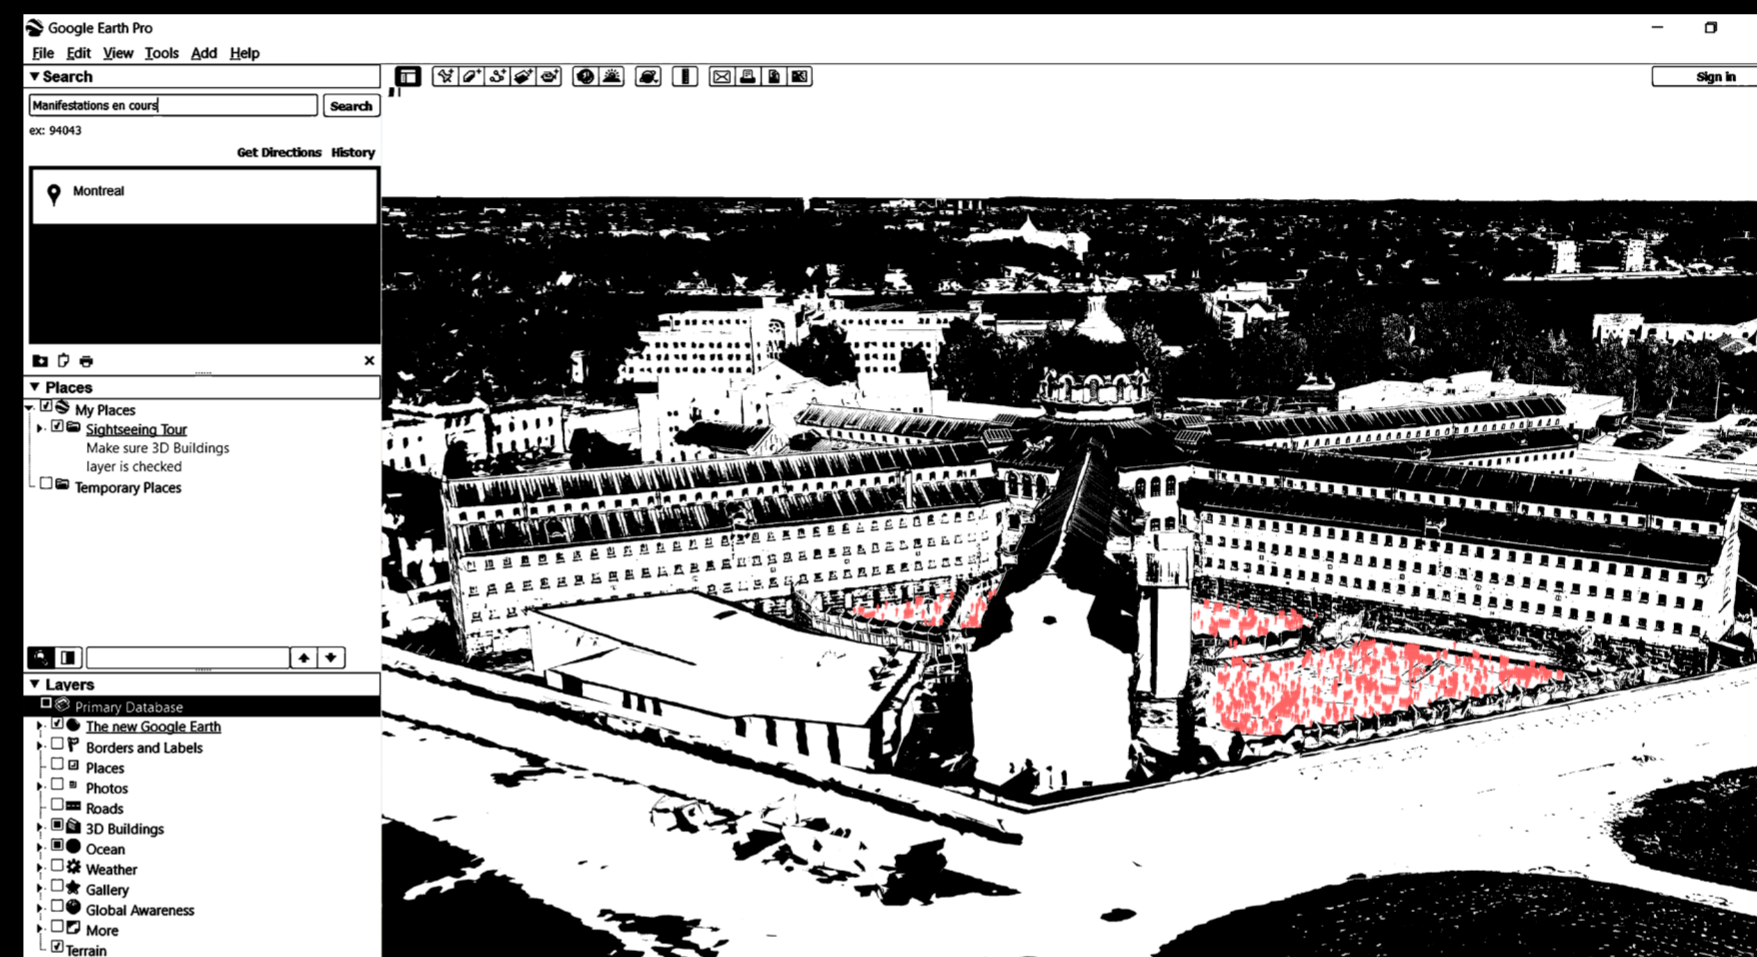 Google Earth Pro
File Edit View Tools Add Help
Search
Manifestations en cours
Search
ex: 94043
Get Directions History
Montreal
Places
My Places
Sightseeing Tour
Make sure 3D Buildings
layer is checked
Temporary Places
Layers
Primary Database
The new Google Earth
Borders and Labels
Places
Photos
Roads
3D Buildings
Ocean
Weather
Gallery
Global Awareness
More
Terrain
Sign in